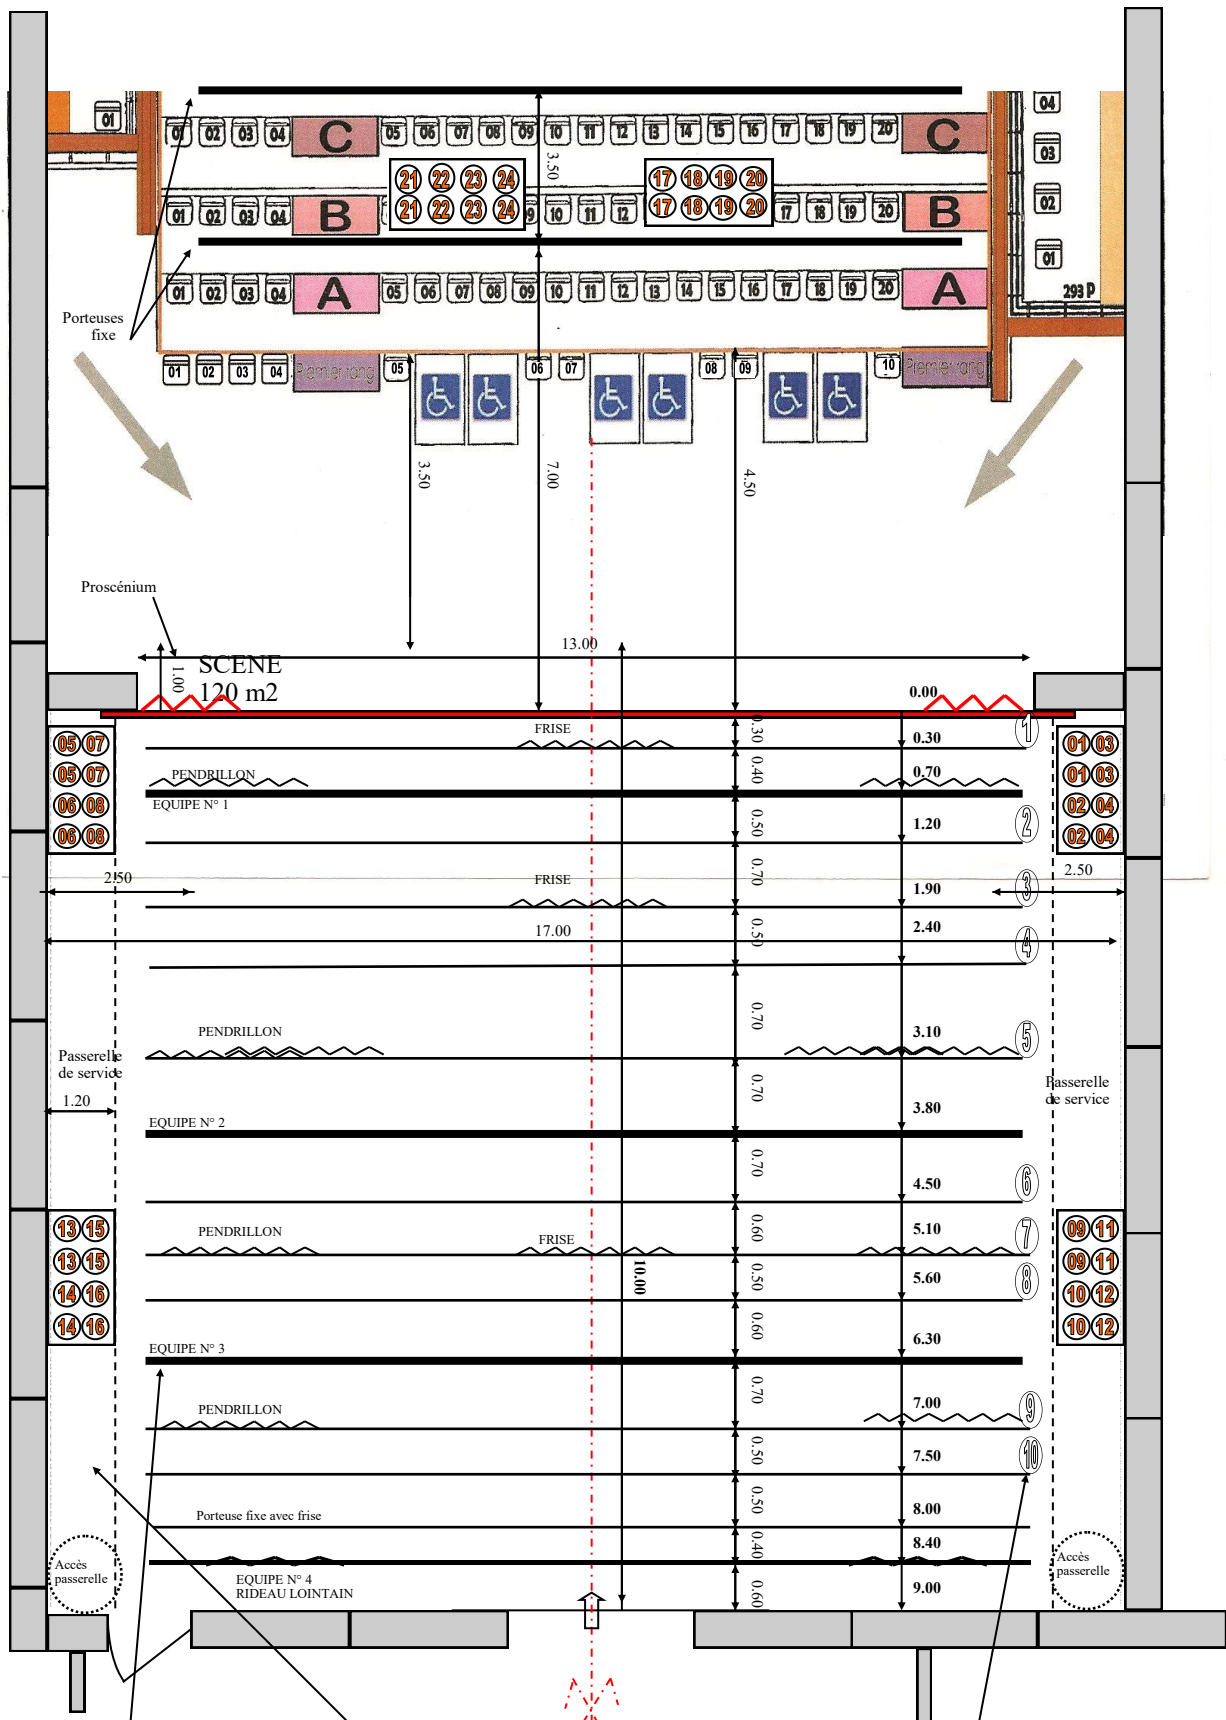 01
04
01 02 03 04 C 05 06 07 08 09 10 11 12 13 14 15 16 17 18 19 20 C
03
3.50
21 22 23 24 17 18 19 20
21 22 23 24 17 18 19 20
02
01 02 03 04 B 10 11 12 17 18 19 20 B
01
01 02 03 04 A 05 06 07 08 09 10 11 12 13 14 15 16 17 18 19 20 A
293 P
Porteuses
fixe
01 02 03 04 Premier rang 05 06 07 08 09 10 Premier rang
3.50 7.00 4.50
Proscénium
13.00
1.00
SCENE
120 m2
0.00
FRISE 0.30 0.30 1
05 07 01 03
05 07 01 03
06 08 02 04
06 08 02 04
PENDRILLON 0.40 0.70
EQUIPE N° 1
0.50 1.20 2
2.50 2.50
FRISE 0.70 1.90 3
17.00 0.50 2.40 4
PENDRILLON 0.70 3.10 5
Passerelle
de service
Passerelle
de service
1.20
EQUIPE N° 2 0.70 3.80
0.70 4.50 6
13 15 09 11
13 15 09 11
14 16 10 12
14 16 10 12
PENDRILLON FRISE 0.60 5.10 7
10.00
0.50 5.60 8
EQUIPE N° 3 0.60 6.30
PENDRILLON 0.70 7.00 9
0.50 7.50 10
Porteuse fixe avec frise 0.50 8.00
0.40 8.40
Accès
passerelle
Accès
passerelle
EQUIPE N° 4
RIDEAU LOINTAIN
0.60 9.00